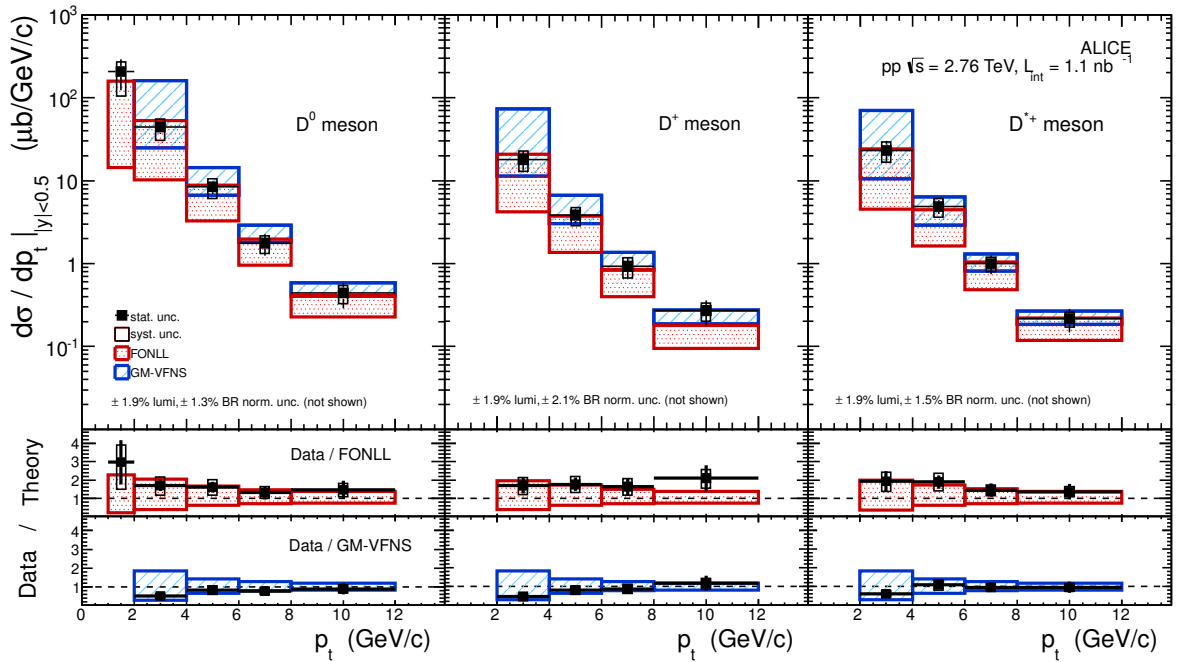 dσ / dp_t |_|y|<0.5 (μb/GeV/c)
10^3
10^2
10
1
10^-1
ALICE
pp √s = 2.76 TeV, L_int = 1.1 nb^-1
D^0 meson
D^+ meson
D^*+ meson
stat. unc.
syst. unc.
FONLL
GM-VFNS
± 1.9% lumi, ± 1.3% BR norm. unc. (not shown)
± 1.9% lumi, ± 2.1% BR norm. unc. (not shown)
± 1.9% lumi, ± 1.5% BR norm. unc. (not shown)
Data / Theory
4
3
2
1
Data / FONLL
4
3
2
1
Data / GM-VFNS
0 2 4 6 8 10 12
0 2 4 6 8 10 12
0 2 4 6 8 10 12
p_t (GeV/c)
p_t (GeV/c)
p_t (GeV/c)